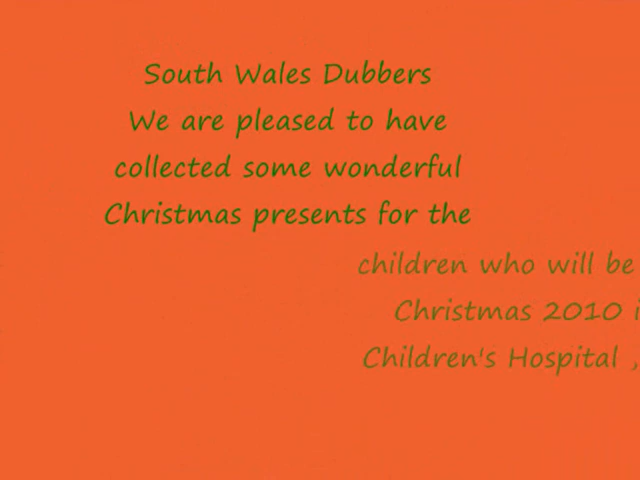 South Wales Dubbers
We are pleased to have
collected some wonderful
Christmas presents for the
children who will be
Christmas 2010 i
Children's Hospital ,